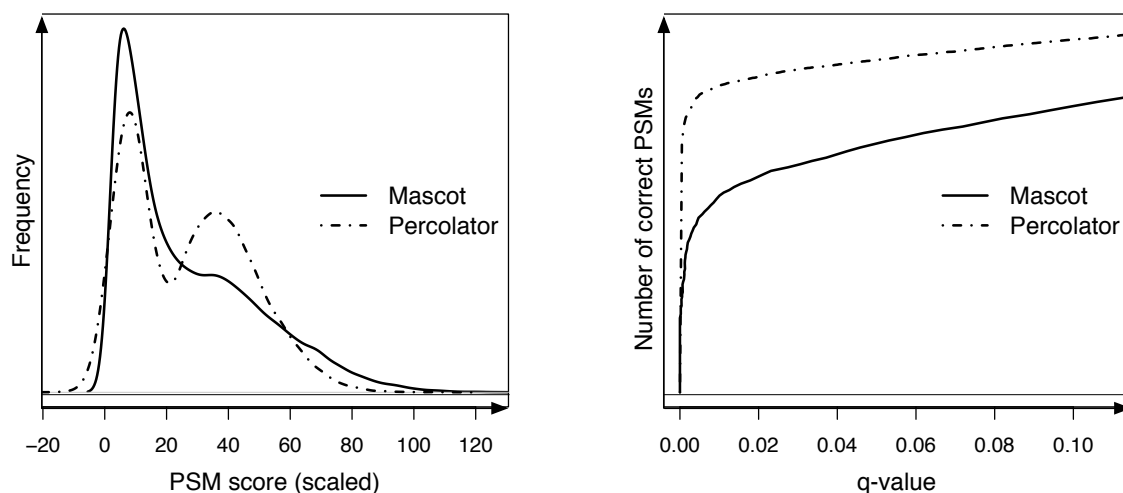 Frequency
Mascot
Percolator
−20 0 20 40 60 80 100 120
PSM score (scaled)
Number of correct PSMs
Mascot
Percolator
0.00 0.02 0.04 0.06 0.08 0.10
q-value